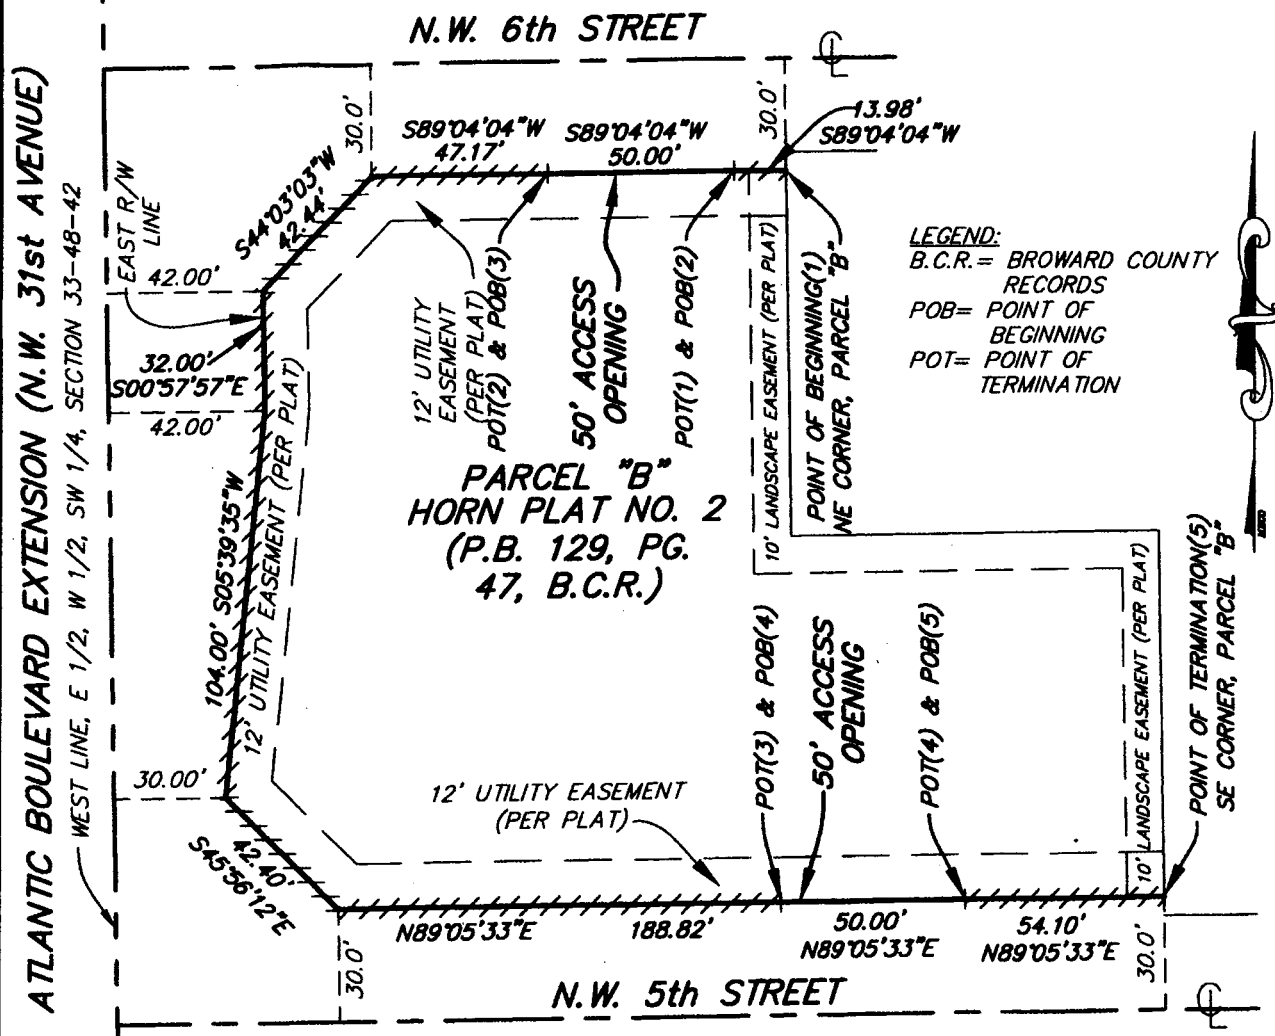 N.W. 6th STREET
℄
30.0'
30.0'
13.98'
S89°04'04"W
S89°04'04"W
47.17'
S89°04'04"W
50.00'
ATLANTIC BOULEVARD EXTENSION (N.W. 31st AVENUE)
WEST LINE, E 1/2, W 1/2, SW 1/4, SECTION 33-48-42
EAST R/W
LINE
S44°03'03"W
42.44'
42.00'
32.00'
S00°57'57"E
42.00'
104.00' S05°39'35"W
12' UTILITY EASEMENT (PER PLAT)
30.00'
12' UTILITY
EASEMENT
(PER PLAT)
POT(2) & POB(3)
50' ACCESS
OPENING
POT(1) & POB(2)
10' LANDSCAPE EASEMENT (PER PLAT)
POINT OF BEGINNING(1)
NE CORNER, PARCEL "B"
LEGEND:
B.C.R.= BROWARD COUNTY
RECORDS
POB= POINT OF
BEGINNING
POT= POINT OF
TERMINATION
PARCEL "B"
HORN PLAT NO. 2
(P.B. 129, PG.
47, B.C.R.)
POT(3) & POB(4)
50' ACCESS
OPENING
POT(4) & POB(5)
10' LANDSCAPE EASEMENT (PER PLAT)
POINT OF TERMINATION(5)
SE CORNER, PARCEL "B"
12' UTILITY EASEMENT
(PER PLAT)
42.40'
S45°56'12"E
N89°05'33"E
188.82'
50.00'
N89°05'33"E
54.10'
N89°05'33"E
30.0'
30.0'
N.W. 5th STREET
℄